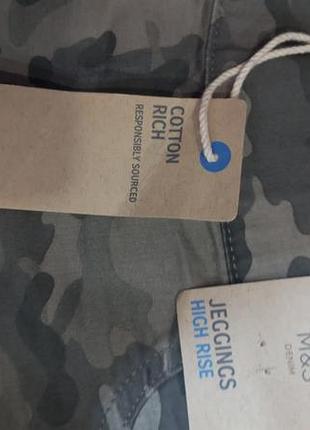 COTTON
RICH
RESPONSIBLY SOURCED
M&S
DENIM
JEGGINGS
HIGH RISE